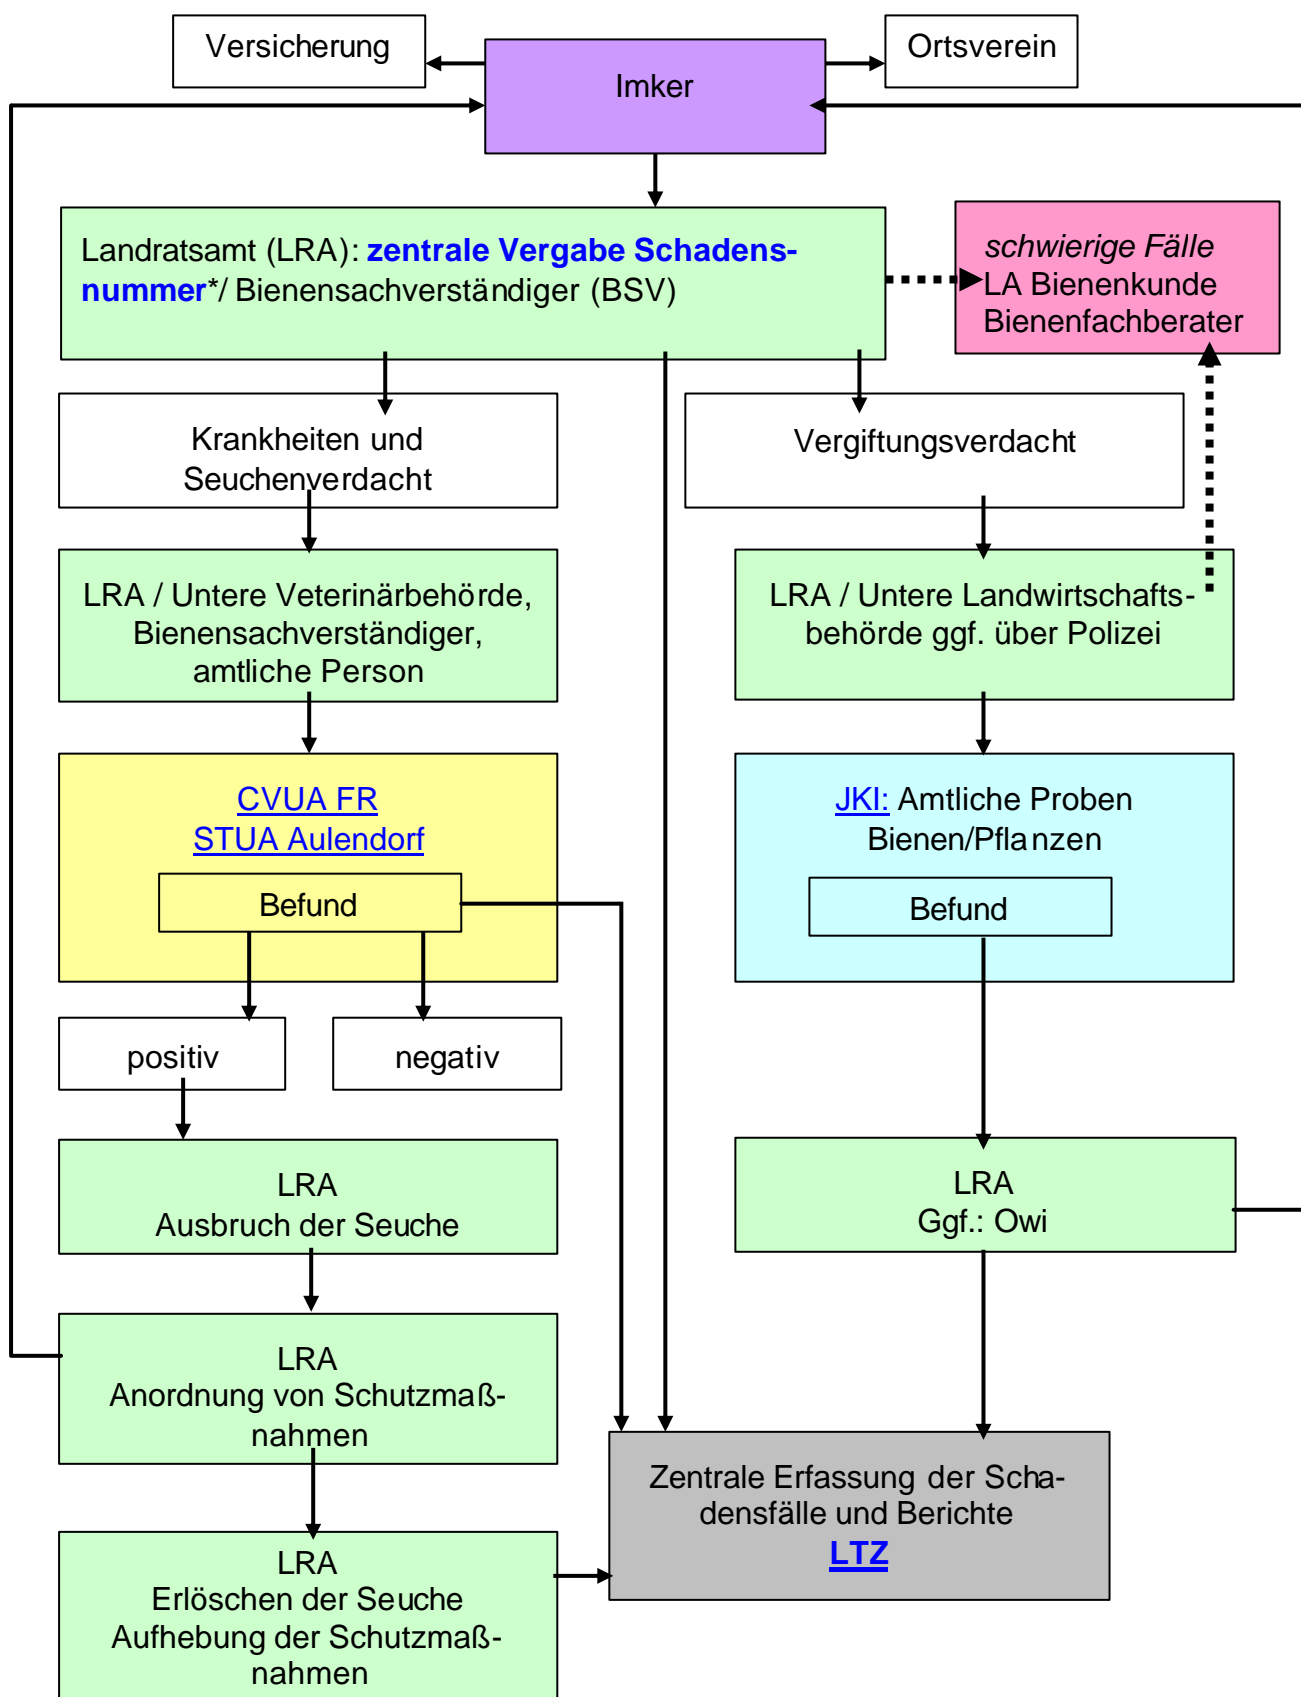 Versicherung
Imker
Ortsverein
Landratsamt (LRA): zentrale Vergabe Schadens-
nummer*/ Bienensachverständiger (BSV)
schwierige Fälle
LA Bienenkunde
Bienenfachberater
Krankheiten und
Seuchenverdacht
Vergiftungsverdacht
LRA / Untere Veterinärbehörde,
Bienensachverständiger,
amtliche Person
LRA / Untere Landwirtschafts-
behörde ggf. über Polizei
CVUA FR
STUA Aulendorf
Befund
JKI: Amtliche Proben
Bienen/Pflanzen
Befund
positiv
negativ
LRA
Ausbruch der Seuche
LRA
Ggf.: Owi
LRA
Anordnung von Schutzmaß-
nahmen
Zentrale Erfassung der Scha-
densfälle und Berichte
LTZ
LRA
Erlöschen der Seuche
Aufhebung der Schutzmaß-
nahmen